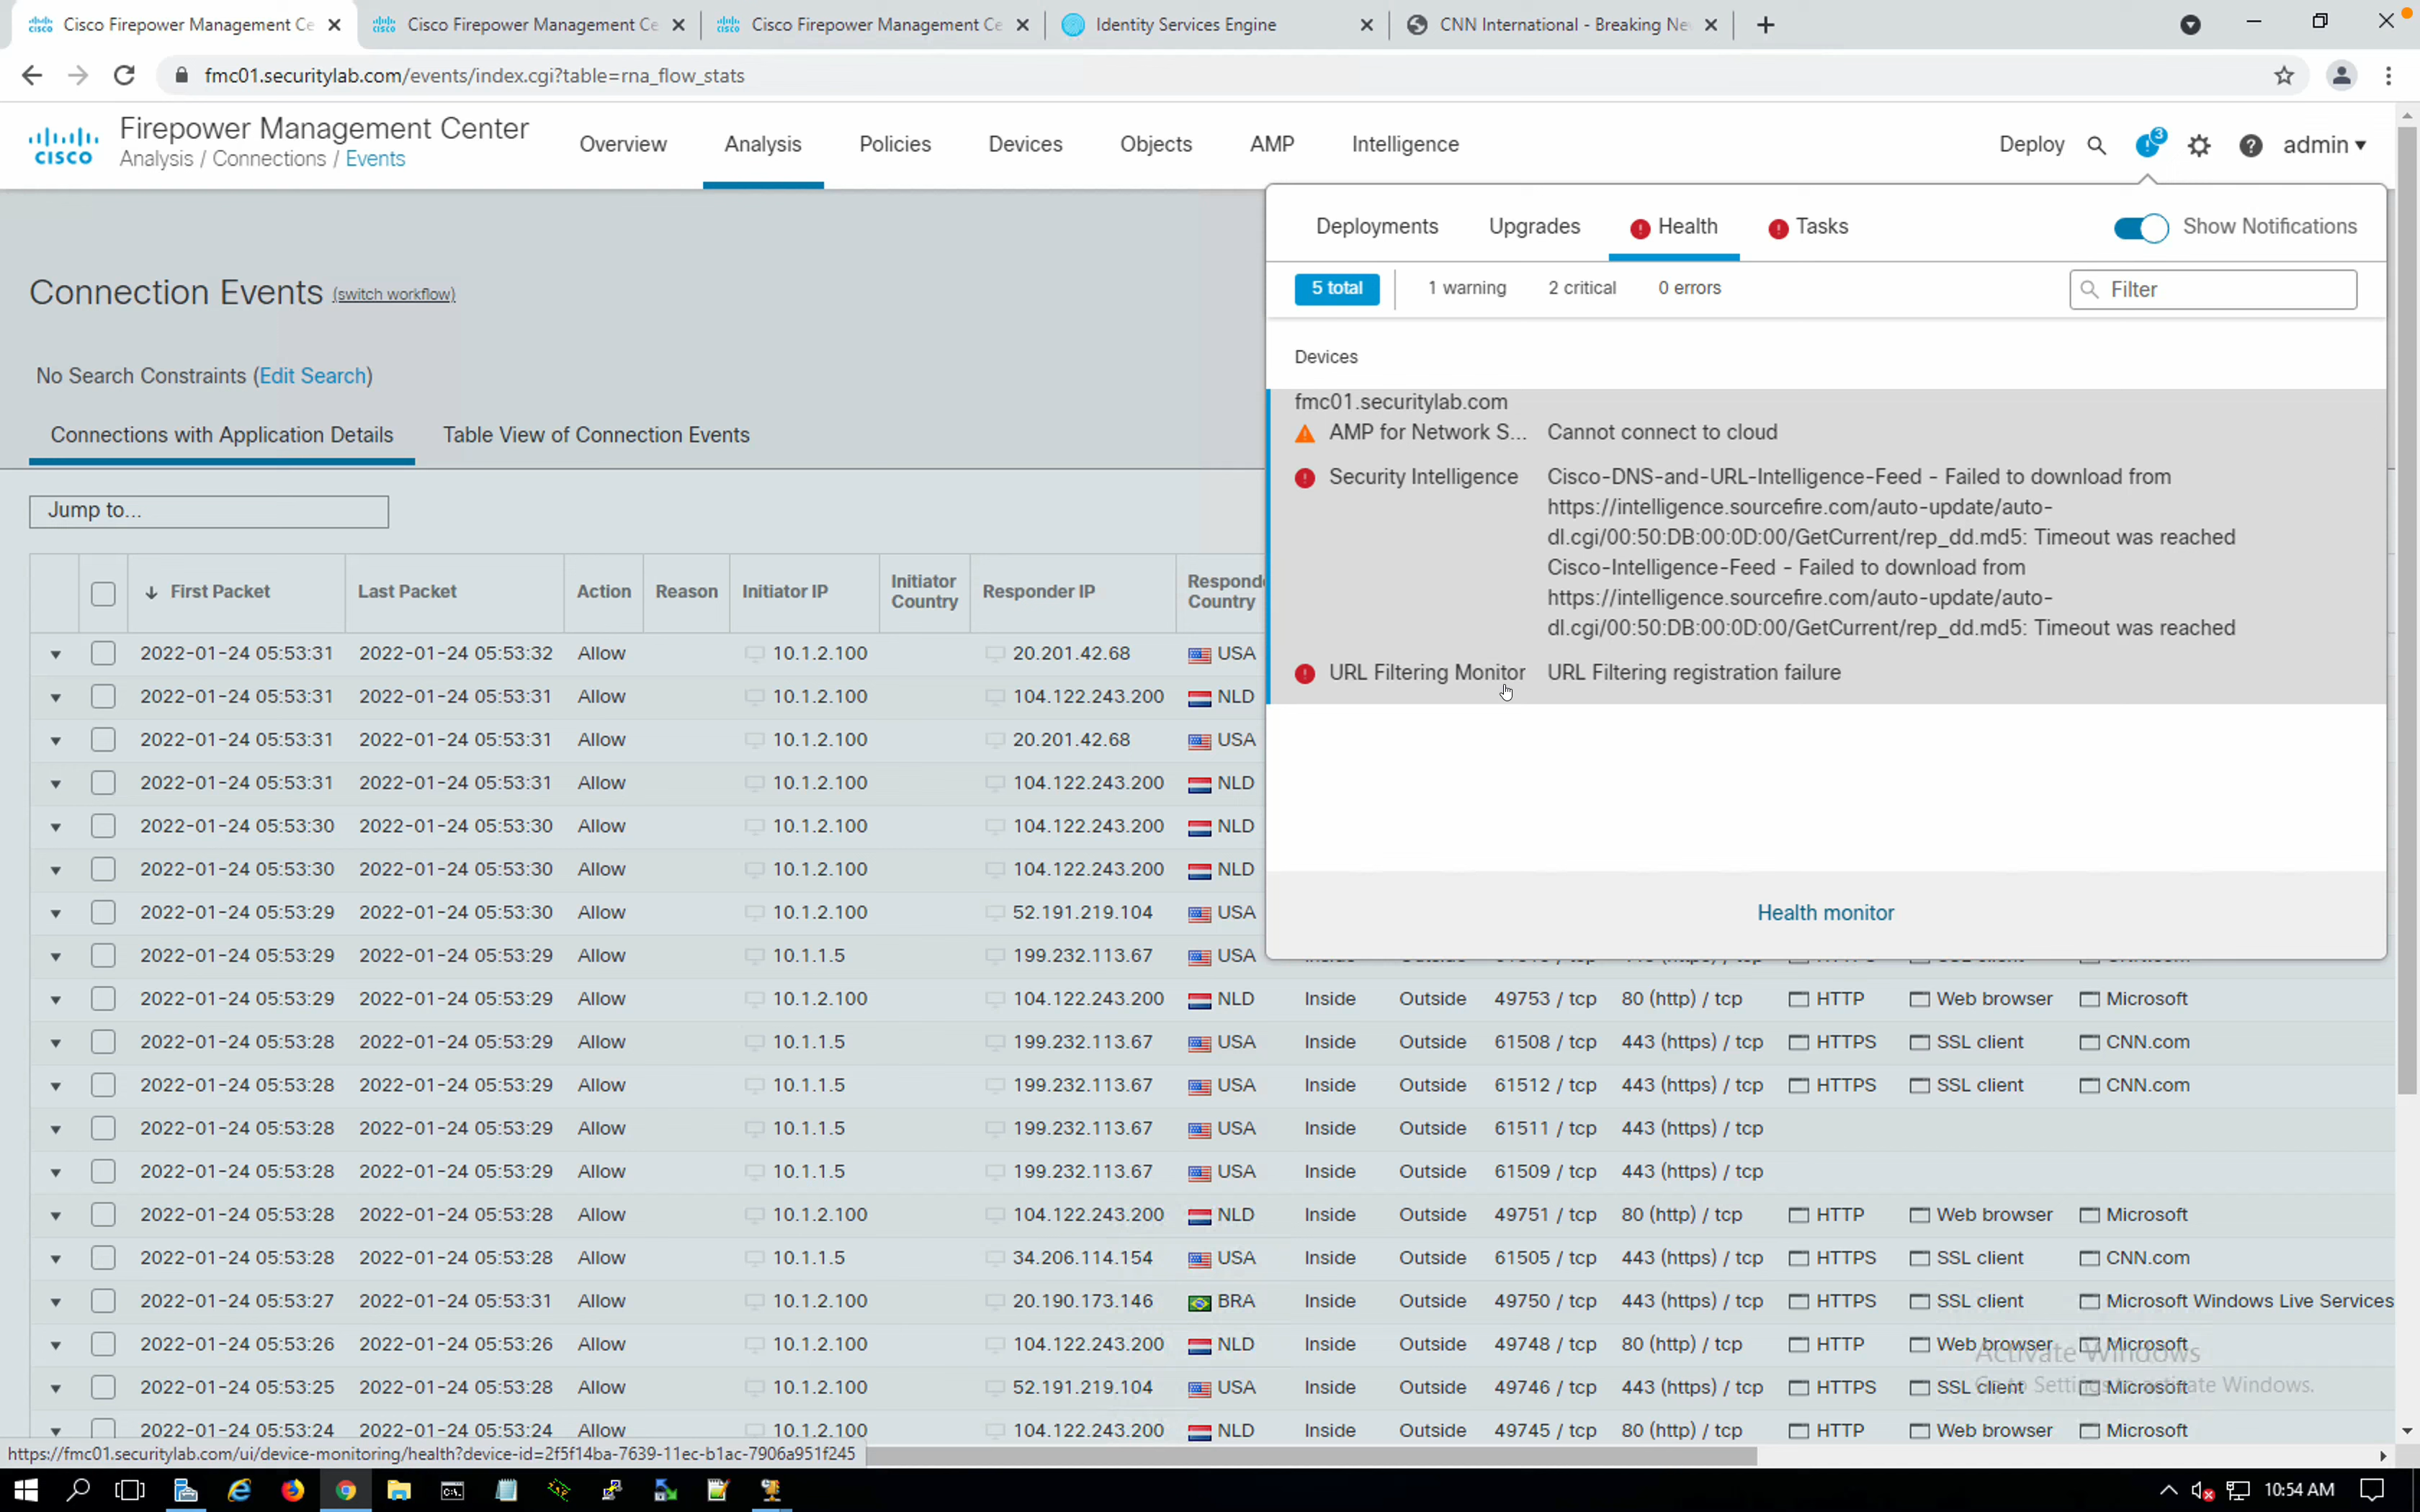 Cisco Firepower Management Ce
Cisco Firepower Management Ce
Cisco Firepower Management Ce
Identity Services Engine
CNN International - Breaking Ne
fmc01.securitylab.com/events/index.cgi?table=rna_flow_stats
CISCO
Firepower Management Center
Analysis / Connections / Events
Overview
Analysis
Policies
Devices
Objects
AMP
Intelligence
Deploy
3
admin
Deployments
Upgrades
Health
Tasks
Show Notifications
5 total
1 warning
2 critical
0 errors
Filter
Devices
fmc01.securitylab.com
AMP for Network S... Cannot connect to cloud
Security Intelligence Cisco-DNS-and-URL-Intelligence-Feed - Failed to download from
https://intelligence.sourcefire.com/auto-update/auto-
dl.cgi/00:50:DB:00:0D:00/GetCurrent/rep_dd.md5: Timeout was reached
Cisco-Intelligence-Feed - Failed to download from
https://intelligence.sourcefire.com/auto-update/auto-
dl.cgi/00:50:DB:00:0D:00/GetCurrent/rep_dd.md5: Timeout was reached
URL Filtering Monitor URL Filtering registration failure
Health monitor
Connection Events (switch workflow)
No Search Constraints (Edit Search)
Connections with Application Details
Table View of Connection Events
Jump to...
First Packet Last Packet Action Reason Initiator IP Initiator Country Responder IP Responde Country
2022-01-24 05:53:31 2022-01-24 05:53:32 Allow 10.1.2.100 20.201.42.68 USA
2022-01-24 05:53:31 2022-01-24 05:53:31 Allow 10.1.2.100 104.122.243.200 NLD
2022-01-24 05:53:31 2022-01-24 05:53:31 Allow 10.1.2.100 20.201.42.68 USA
2022-01-24 05:53:31 2022-01-24 05:53:31 Allow 10.1.2.100 104.122.243.200 NLD
2022-01-24 05:53:30 2022-01-24 05:53:30 Allow 10.1.2.100 104.122.243.200 NLD
2022-01-24 05:53:30 2022-01-24 05:53:30 Allow 10.1.2.100 104.122.243.200 NLD
2022-01-24 05:53:29 2022-01-24 05:53:30 Allow 10.1.2.100 52.191.219.104 USA
2022-01-24 05:53:29 2022-01-24 05:53:29 Allow 10.1.1.5 199.232.113.67 USA
2022-01-24 05:53:29 2022-01-24 05:53:29 Allow 10.1.2.100 104.122.243.200 NLD Inside Outside 49753 / tcp 80 (http) / tcp HTTP Web browser Microsoft
2022-01-24 05:53:28 2022-01-24 05:53:29 Allow 10.1.1.5 199.232.113.67 USA Inside Outside 61508 / tcp 443 (https) / tcp HTTPS SSL client CNN.com
2022-01-24 05:53:28 2022-01-24 05:53:29 Allow 10.1.1.5 199.232.113.67 USA Inside Outside 61512 / tcp 443 (https) / tcp HTTPS SSL client CNN.com
2022-01-24 05:53:28 2022-01-24 05:53:29 Allow 10.1.1.5 199.232.113.67 USA Inside Outside 61511 / tcp 443 (https) / tcp
2022-01-24 05:53:28 2022-01-24 05:53:29 Allow 10.1.1.5 199.232.113.67 USA Inside Outside 61509 / tcp 443 (https) / tcp
2022-01-24 05:53:28 2022-01-24 05:53:28 Allow 10.1.2.100 104.122.243.200 NLD Inside Outside 49751 / tcp 80 (http) / tcp HTTP Web browser Microsoft
2022-01-24 05:53:28 2022-01-24 05:53:28 Allow 10.1.1.5 34.206.114.154 USA Inside Outside 61505 / tcp 443 (https) / tcp HTTPS SSL client CNN.com
2022-01-24 05:53:27 2022-01-24 05:53:31 Allow 10.1.2.100 20.190.173.146 BRA Inside Outside 49750 / tcp 443 (https) / tcp HTTPS SSL client Microsoft Windows Live Services
2022-01-24 05:53:26 2022-01-24 05:53:26 Allow 10.1.2.100 104.122.243.200 NLD Inside Outside 49748 / tcp 80 (http) / tcp HTTP Web browser Microsoft
2022-01-24 05:53:25 2022-01-24 05:53:28 Allow 10.1.2.100 52.191.219.104 USA Inside Outside 49746 / tcp 443 (https) / tcp HTTPS SSL client Microsoft
2022-01-24 05:53:24 2022-01-24 05:53:24 Allow 10.1.2.100 104.122.243.200 NLD Inside Outside 49745 / tcp 80 (http) / tcp HTTP Web browser Microsoft
Activate Windows
Go to Settings to activate Windows.
https://fmc01.securitylab.com/ui/device-monitoring/health?device-id=2f5f14ba-7639-11ec-b1ac-7906a951f245
10:54 AM